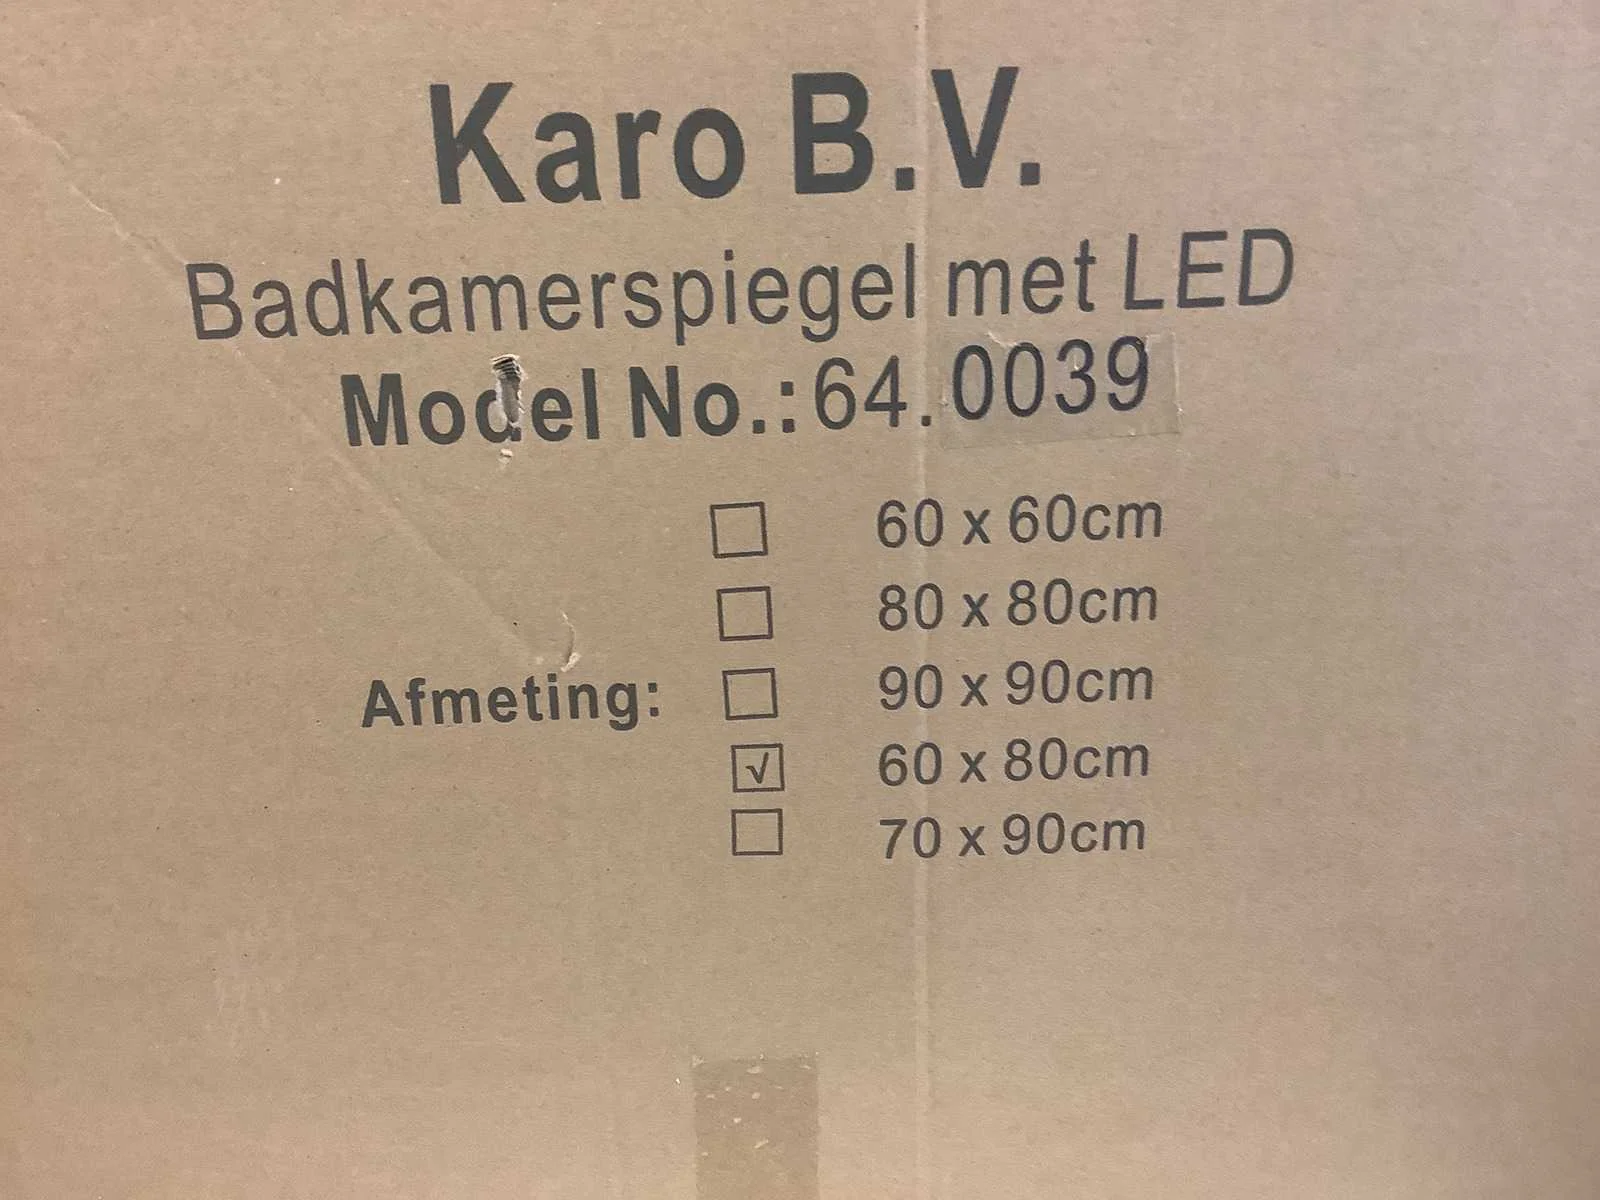 Karo B.V.
Badkamerspiegel met LED
Model No.:64.0039
60 x 60cm
80 x 80cm
Afmeting: 90 x 90cm
√ 60 x 80cm
70 x 90cm